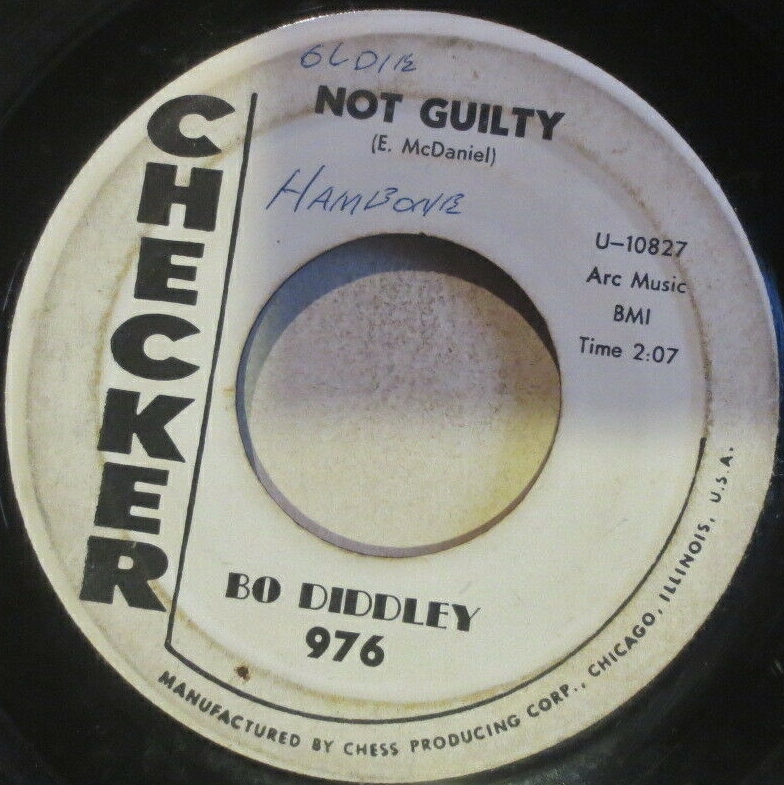 OLDIE
NOT GUILTY
(E. McDaniel)
HAMBONE
CHECKER
U-10827
Arc Music
BMI
Time 2:07
BO DIDDLEY
976
MANUFACTURED BY CHESS PRODUCING CORP., CHICAGO, ILLINOIS, U.S.A.